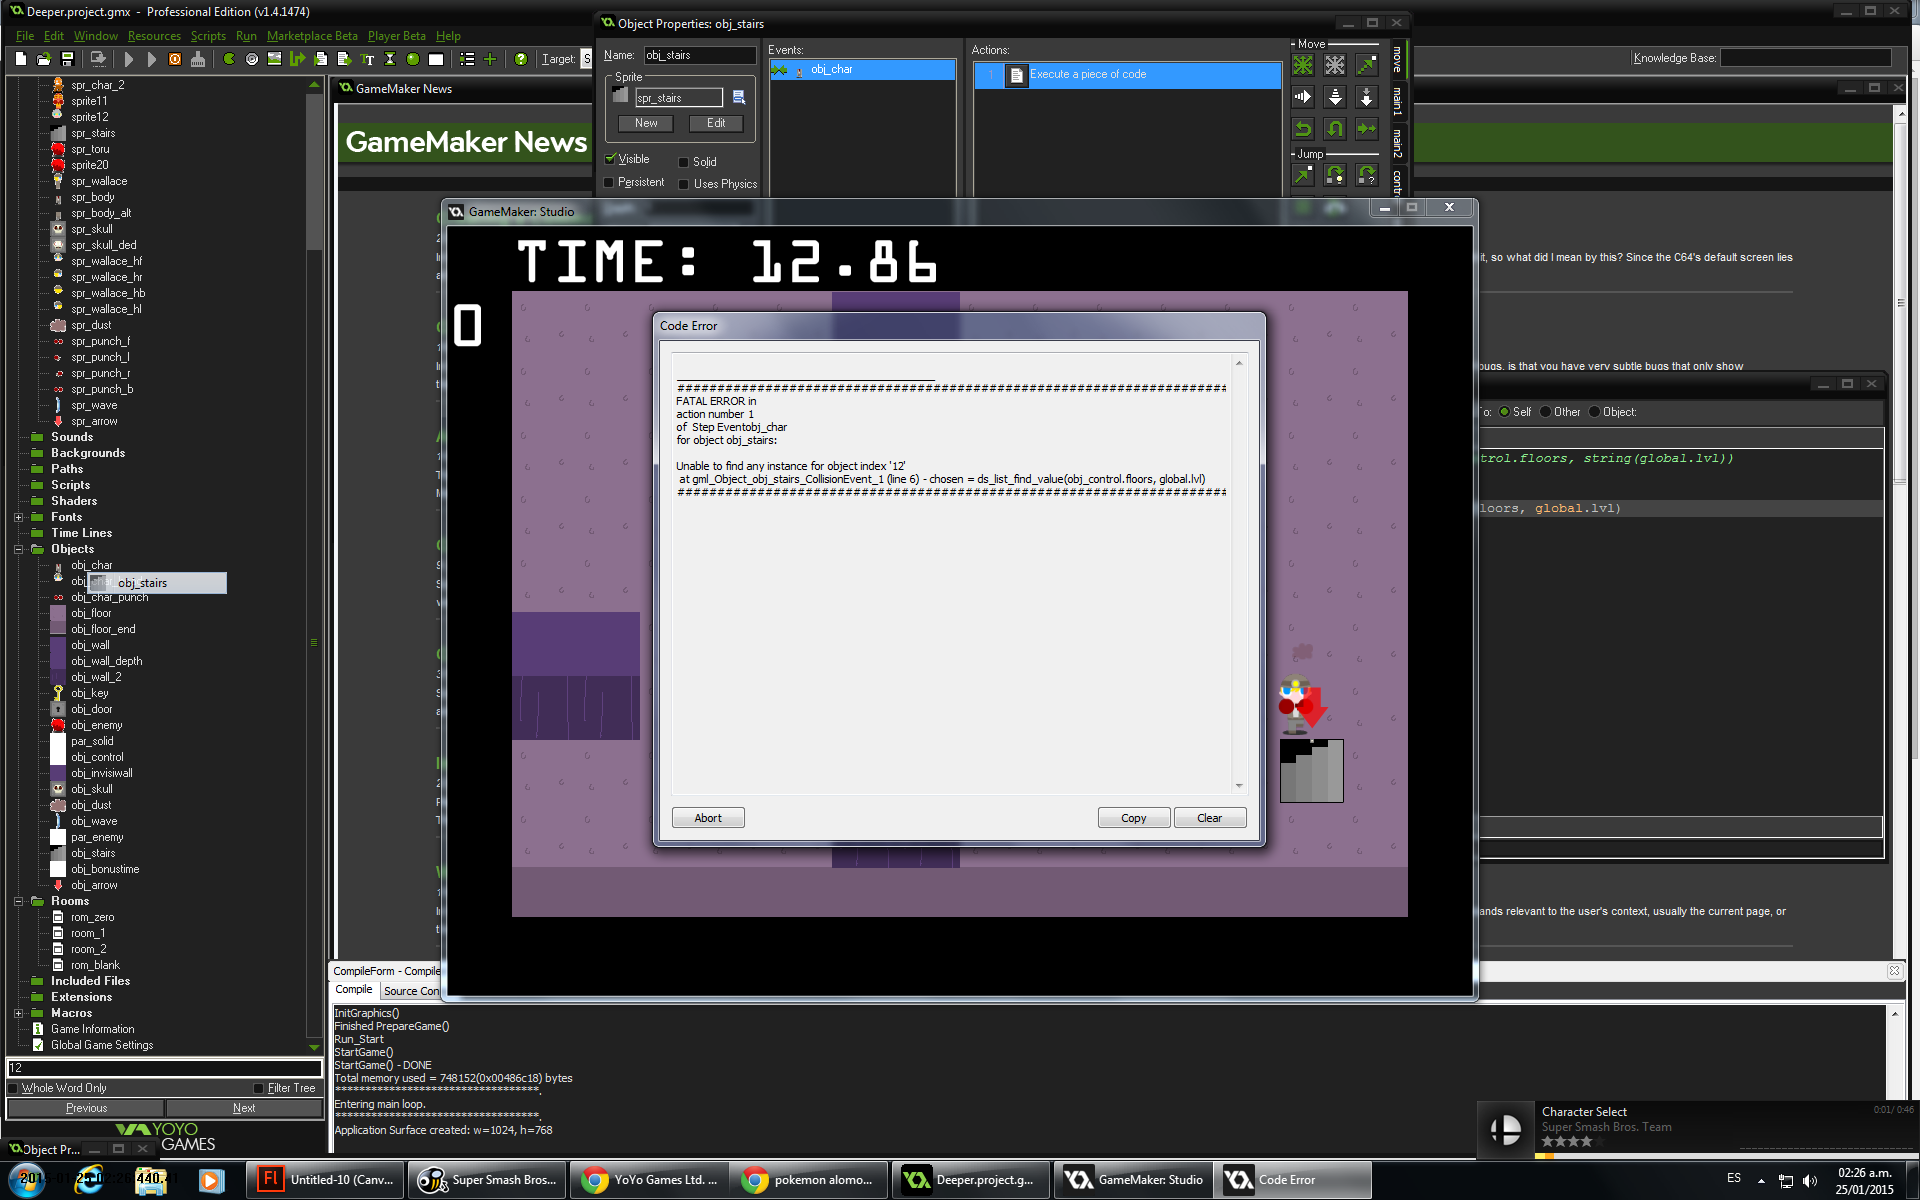 Deeper.project.gmx - Professional Edition (v1.4.1474)
File Edit Window Resources Scripts Run Marketplace Beta Player Beta Help
Target:
Knowledge Base:
spr_char_2
sprite11
sprite12
spr_stairs
spr_toru
sprite20
spr_wallace
spr_body
spr_body_alt
spr_skull
spr_skull_ded
spr_wallace_hf
spr_wallace_hr
spr_wallace_hb
spr_wallace_hl
spr_dust
spr_punch_f
spr_punch_l
spr_punch_r
spr_punch_b
spr_wave
spr_arrow
Sounds
Backgrounds
Paths
Scripts
Shaders
Fonts
Time Lines
Objects
obj_char
obj_stairs
obj_char_punch
obj_floor
obj_floor_end
obj_wall
obj_wall_depth
obj_wall_2
obj_key
obj_door
obj_enemy
par_solid
obj_control
obj_invisiwall
obj_skull
obj_dust
obj_wave
par_enemy
obj_stairs
obj_bonustime
obj_arrow
Rooms
rom_zero
room_1
room_2
rom_blank
Included Files
Extensions
Macros
Game Information
Global Game Settings
12
Whole Word Only Filter Tree
Previous Next
YOYO GAMES
Object Pr...
GameMaker News
GameMaker News
Object Properties: obj_stairs
Name: obj_stairs
Sprite
spr_stairs
New Edit
Visible Solid
Persistent Uses Physics
Events:
obj_char
Actions:
1 Execute a piece of code
Move
Jump
move
main1
main2
contr
GameMaker: Studio
TIME: 12.86
0
Code Error
################################################
FATAL ERROR in
action number 1
of Step Eventobj_char
for object obj_stairs:
Unable to find any instance for object index '12'
at gml_Object_obj_stairs_CollisionEvent_1 (line 6) - chosen = ds_list_find_value(obj_control.floors, global.lvl)
################################################
Abort Copy Clear
it, so what did I mean by this? Since the C64's default screen lies
bugs, is that you have very subtle bugs that only show
To: Self Other Object:
trol.floors, string(global.lvl))
loors, global.lvl)
ands relevant to the user's context, usually the current page, or
CompileForm - Compile
Compile Source Con
InitGraphics()
Finished PrepareGame()
Run_Start
StartGame()
StartGame() - DONE
Total memory used = 748152(0x00486c18) bytes
***********************************.
Entering main loop.
***********************************.
Application Surface created: w=1024, h=768
Character Select
Super Smash Bros. Team
0:01 / 0:46
Untitled-10 (Canv...
Super Smash Bros...
YoYo Games Ltd. ...
pokemon alomo...
Deeper.project.g...
GameMaker: Studio
Code Error
ES
02:26 a.m.
25/01/2015